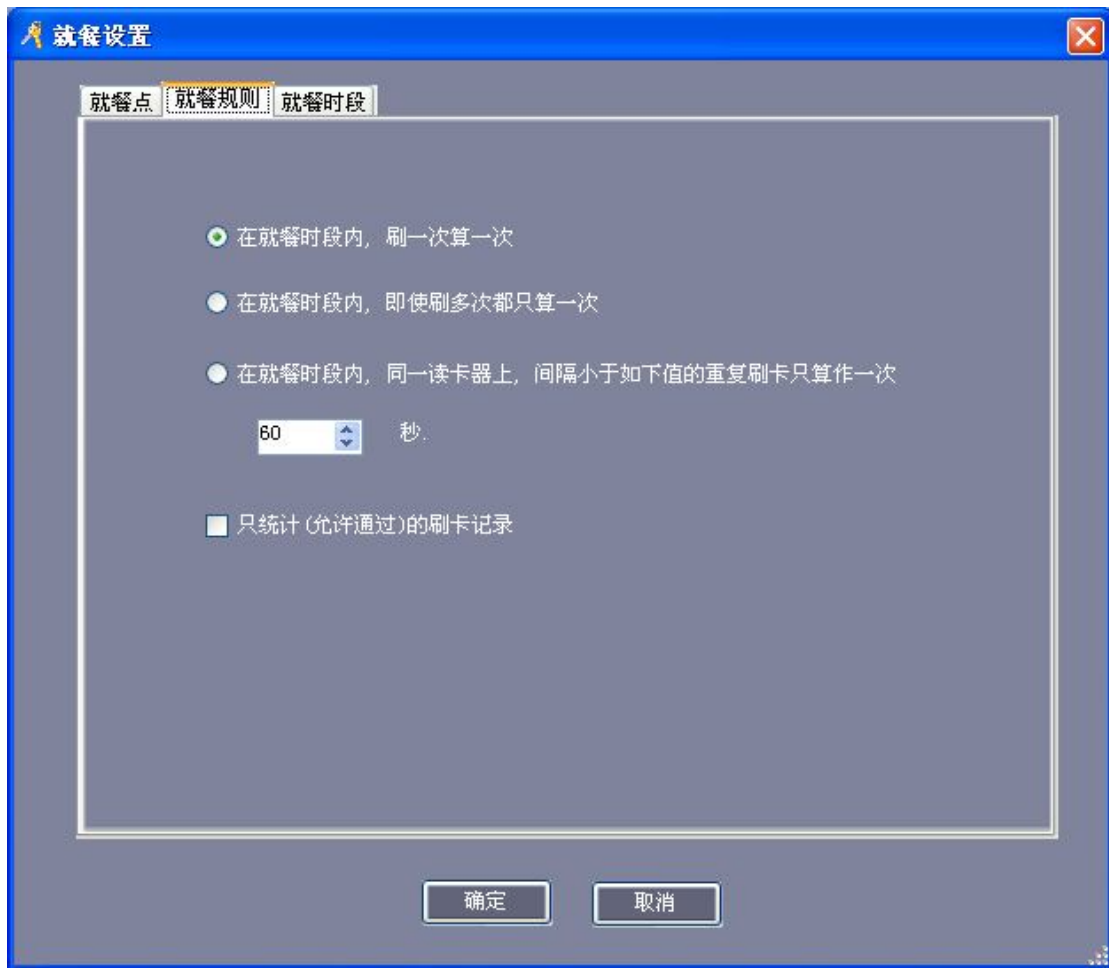 就餐设置
就餐点 就餐规则 就餐时段
在就餐时段内，刷一次算一次
在就餐时段内，即使刷多次都只算一次
在就餐时段内，同一读卡器上，间隔小于如下值的重复刷卡只算作一次
60 秒.
只统计(允许通过)的刷卡记录
确定 取消